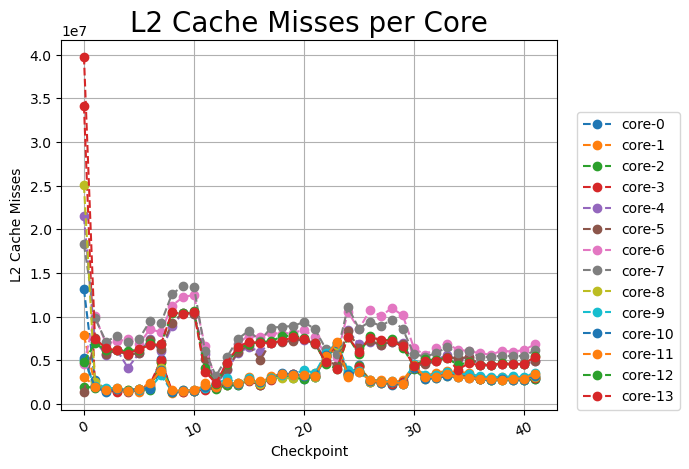 L2 Cache Misses per Core
1e7
4.0
3.5
3.0
2.5
2.0
1.5
1.0
0.5
0.0
L2 Cache Misses
0
10
20
30
40
Checkpoint
core-0
core-1
core-2
core-3
core-4
core-5
core-6
core-7
core-8
core-9
core-10
core-11
core-12
core-13